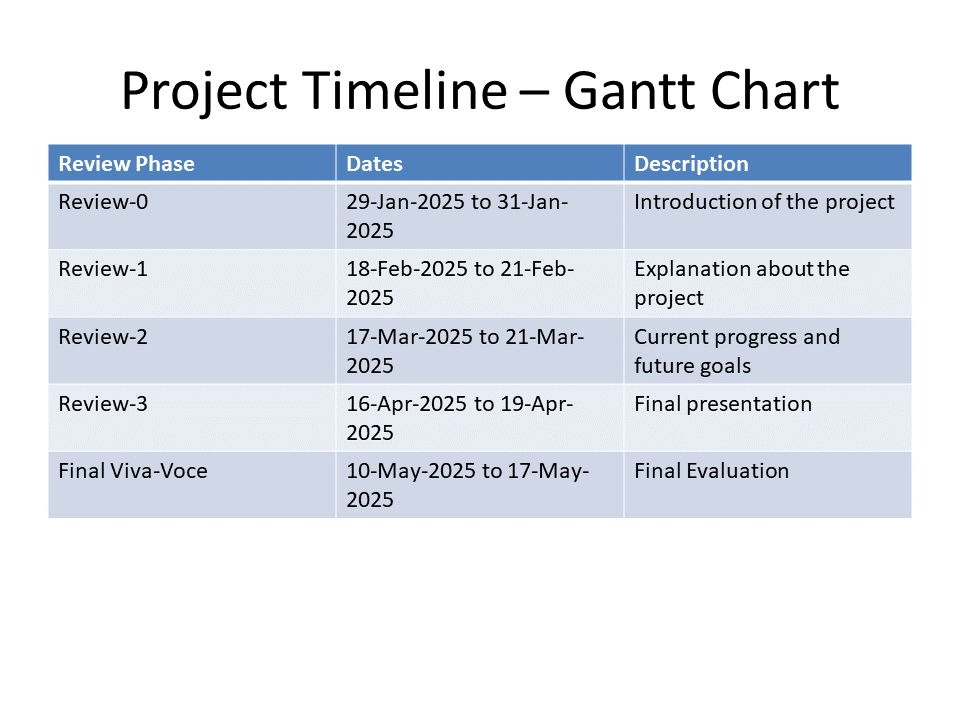 Project Timeline – Gantt Chart
Review Phase Dates Description
Review-0 29-Jan-2025 to 31-Jan- Introduction of the project
2025
Review-1 18-Feb-2025 to 21-Feb- Explanation about the
2025 project
Review-2 17-Mar-2025 to 21-Mar- Current progress and
2025 future goals
Review-3 16-Apr-2025 to 19-Apr- Final presentation
2025
Final Viva-Voce 10-May-2025 to 17-May- Final Evaluation
2025